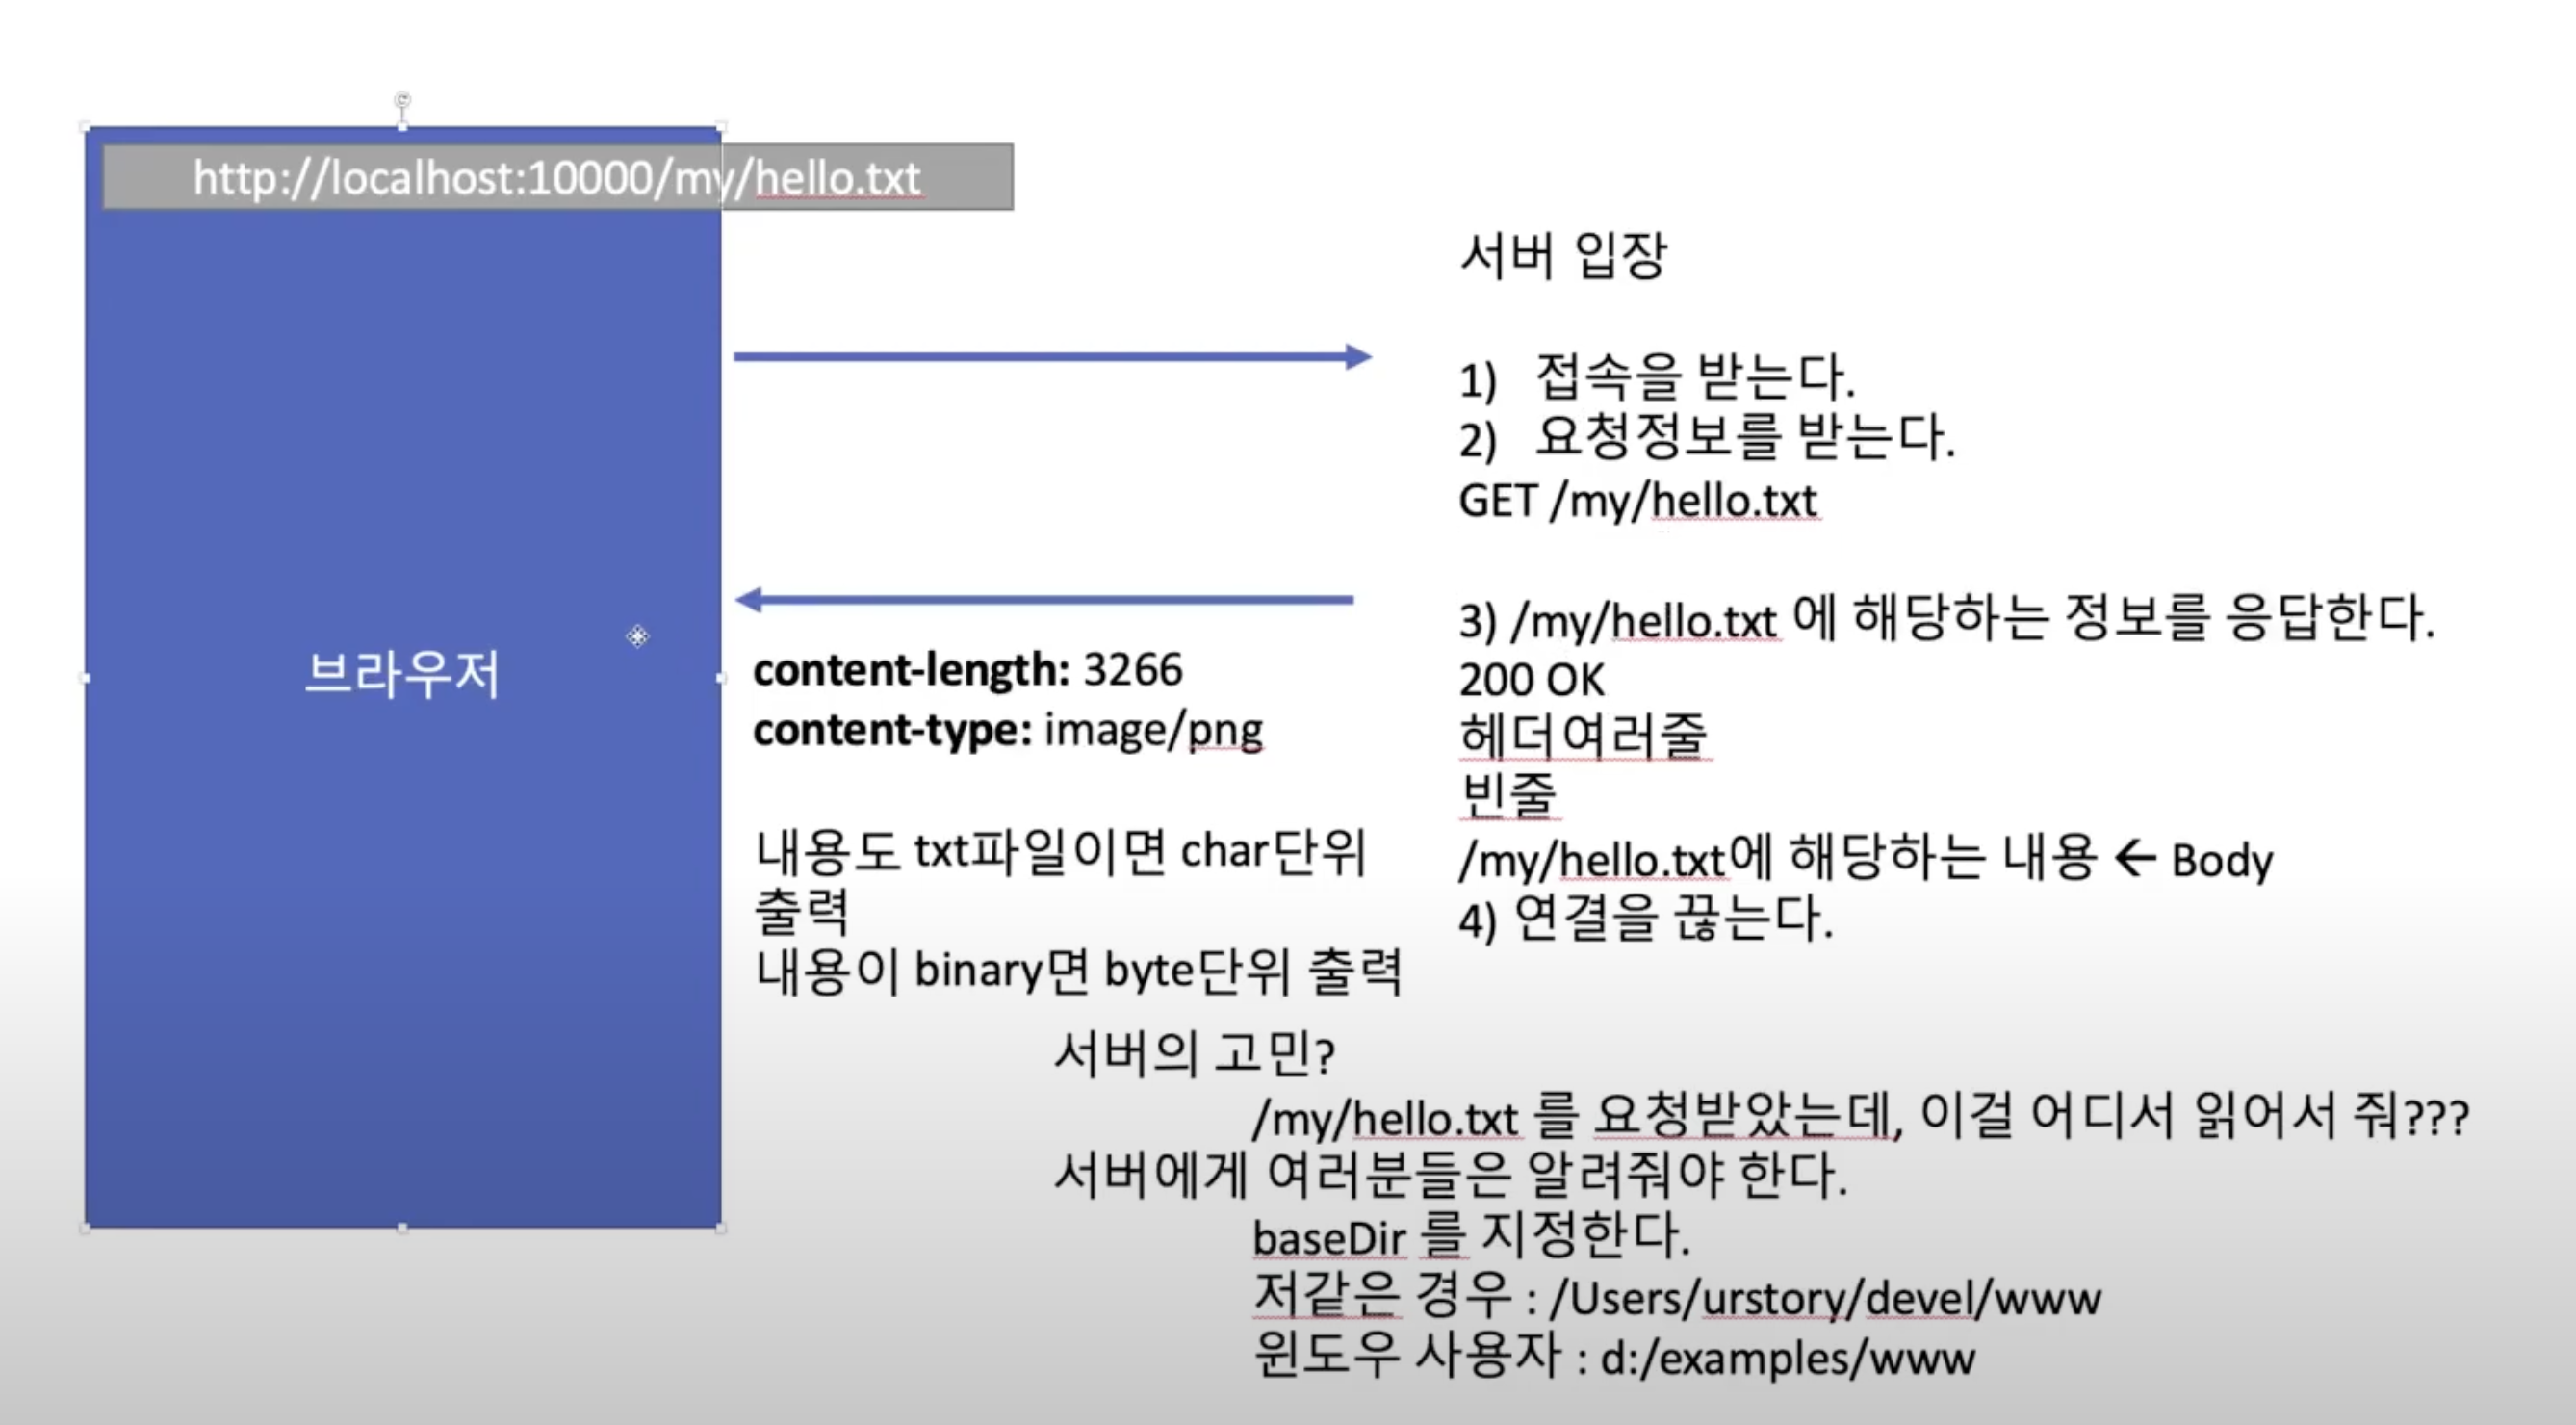 http://localhost:10000/my/hello.txt
브라우저
서버 입장
1) 접속을 받는다.
2) 요청정보를 받는다.
GET /my/hello.txt
3) /my/hello.txt 에 해당하는 정보를 응답한다.
200 OK
헤더여러줄
빈줄
/my/hello.txt에 해당하는 내용 ← Body
4) 연결을 끊는다.
content-length: 3266
content-type: image/png
내용도 txt파일이면 char단위
출력
내용이 binary면 byte단위 출력
서버의 고민?
/my/hello.txt 를 요청받았는데, 이걸 어디서 읽어서 줘???
서버에게 여러분들은 알려줘야 한다.
baseDir 를 지정한다.
저같은 경우 : /Users/urstory/devel/www
윈도우 사용자 : d:/examples/www